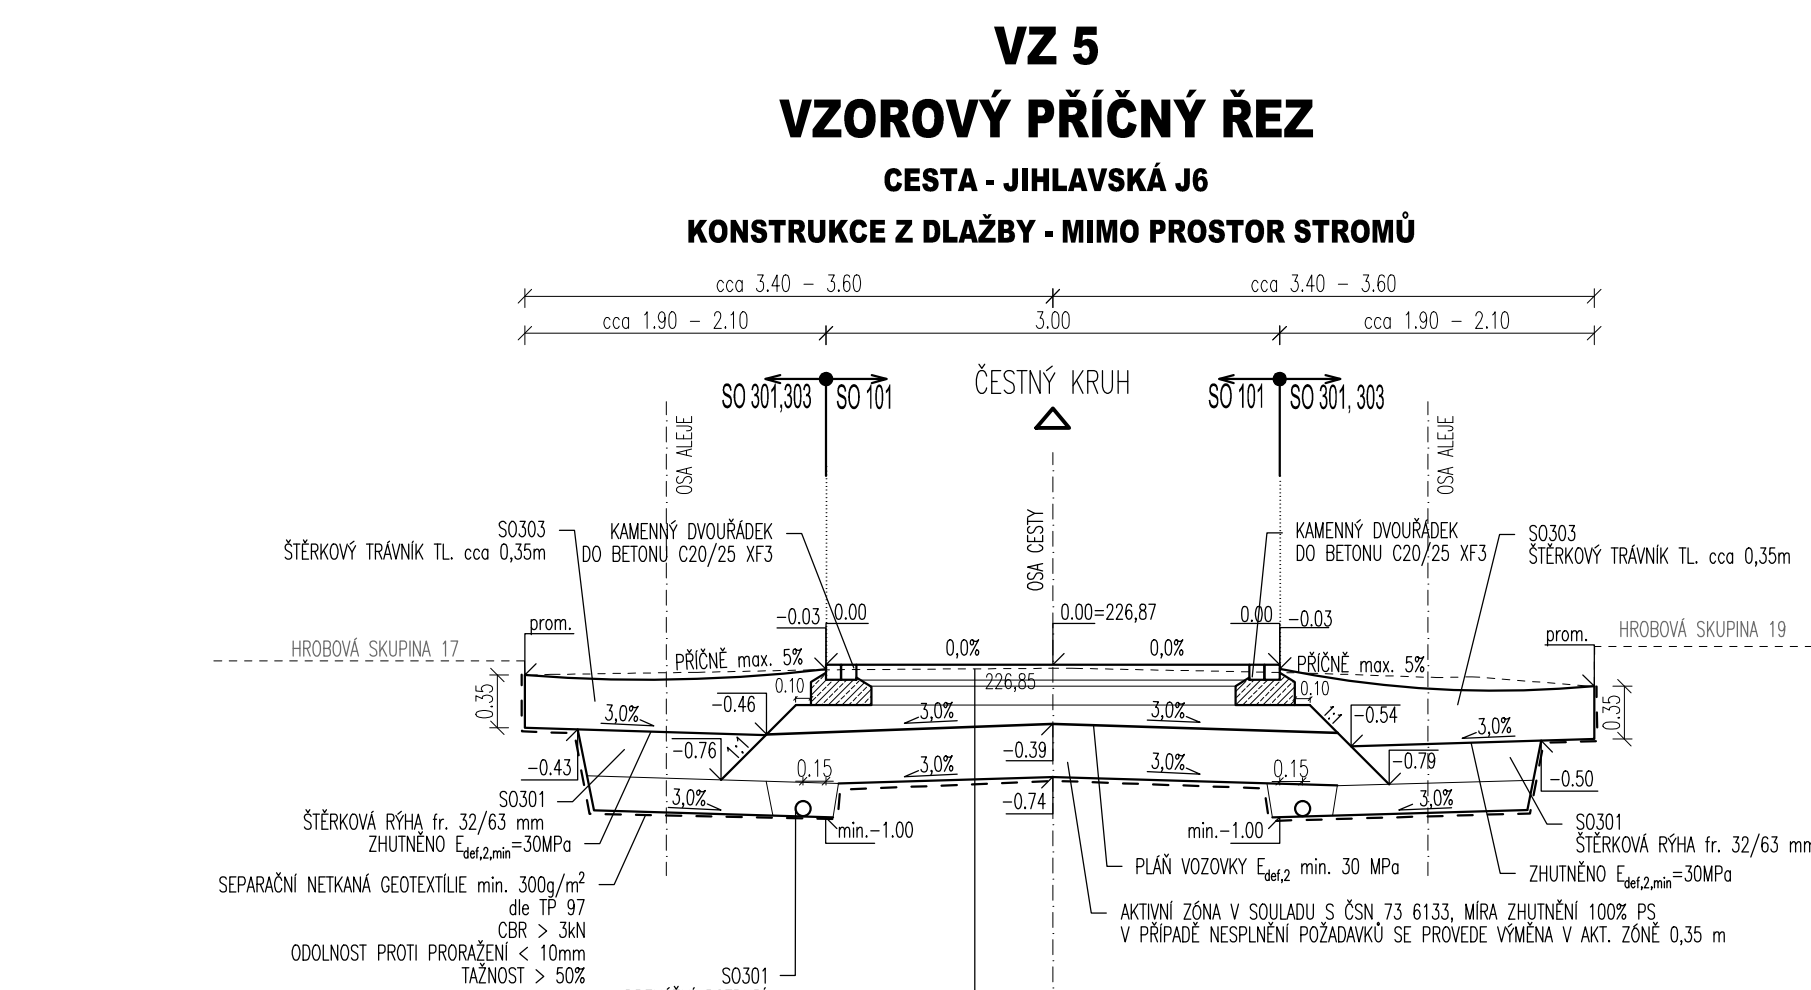 VZ 5
VZOROVÝ PŘÍČNÝ ŘEZ
CESTA - JIHLAVSKÁ J6
KONSTRUKCE Z DLAŽBY - MIMO PROSTOR STROMŮ
cca 3.40 - 3.60
cca 3.40 - 3.60
cca 1.90 - 2.10
3.00
cca 1.90 - 2.10
SO 301,303
SO 101
ČESTNÝ KRUH
SO 101
SO 301, 303
OSA ALEJE
OSA CESTY
OSA ALEJE
SO303
ŠTĚRKOVÝ TRÁVNÍK TL. cca 0,35m
KAMENNÝ DVOUŘÁDEK
DO BETONU C20/25 XF3
KAMENNÝ DVOUŘÁDEK
DO BETONU C20/25 XF3
SO303
ŠTĚRKOVÝ TRÁVNÍK TL. cca 0,35m
prom.
-0.03
0.00
0.00=226,87
0.00
-0.03
prom.
HROBOVÁ SKUPINA 17
HROBOVÁ SKUPINA 19
PŘÍČNĚ max. 5%
0,0%
0,0%
PŘÍČNĚ max. 5%
226,85
0.35
0.10
0.10
0.35
-0.46
3,0%
3,0%
3,0%
1:1
-0.54
3,0%
-0.76
1:1
-0.39
-0.79
-0.43
0.15
3,0%
3,0%
0.15
-0.50
3,0%
-0.74
3,0%
min.-1.00
min.-1.00
SO301
ŠTĚRKOVÁ RÝHA fr. 32/63 mm
ZHUTNĚNO Edef,2,min=30MPa
SO301
ŠTĚRKOVÁ RÝHA fr. 32/63 mm
ZHUTNĚNO Edef,2,min=30MPa
PLÁŇ VOZOVKY Edef,2 min. 30 MPa
SEPARAČNÍ NETKANÁ GEOTEXTÍLIE min. 300g/m²
dle TP 97
CBR > 3kN
ODOLNOST PROTI PRORAŽENÍ < 10mm
TAŽNOST > 50%
AKTIVNÍ ZÓNA V SOULADU S ČSN 73 6133, MÍRA ZHUTNĚNÍ 100% PS
V PŘÍPADĚ NESPLNĚNÍ POŽADAVKŮ SE PROVEDE VÝMĚNA V AKT. ZÓNĚ 0,35 m
SO301